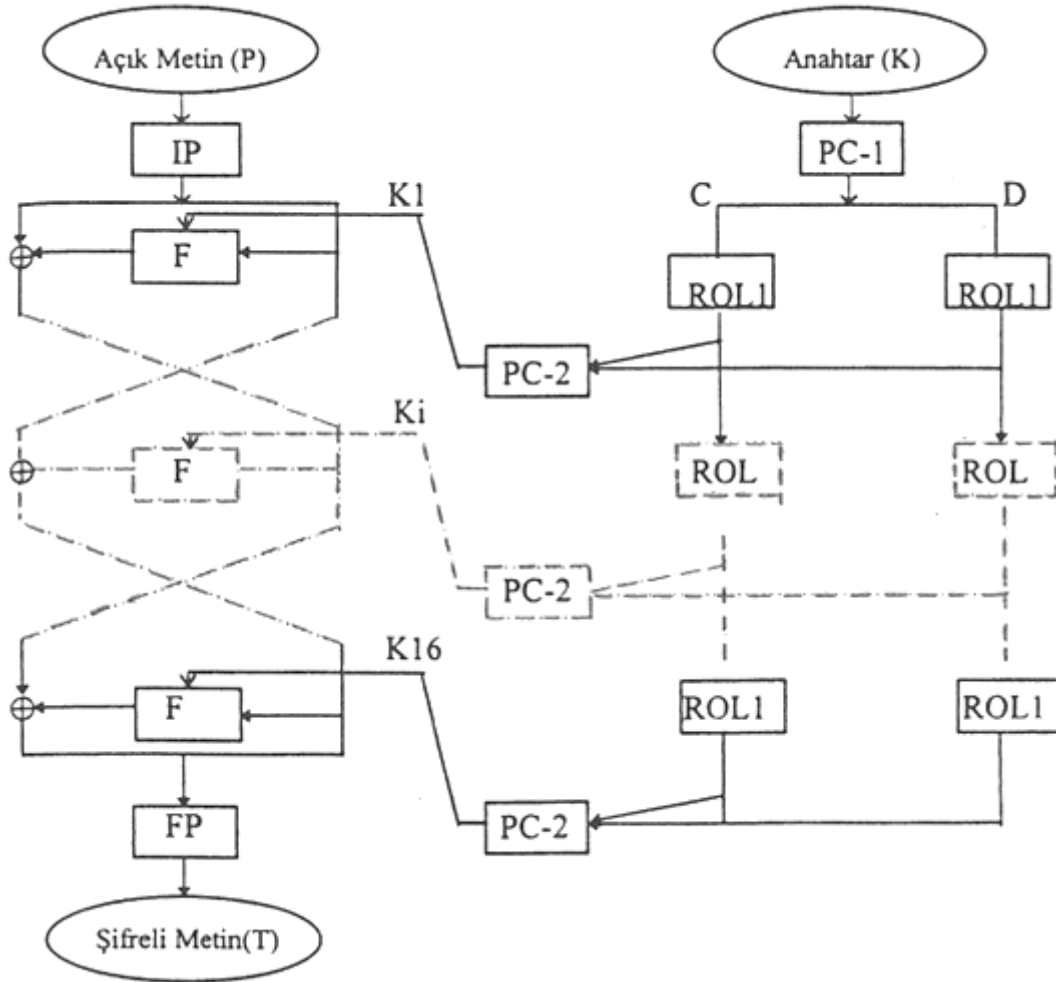 Açık Metin (P)
Anahtar (K)
IP
PC-1
K1
C
D
F
ROL1
ROL1
PC-2
Ki
F
ROL
ROL
PC-2
K16
F
ROL1
ROL1
PC-2
FP
Şifreli Metin(T)